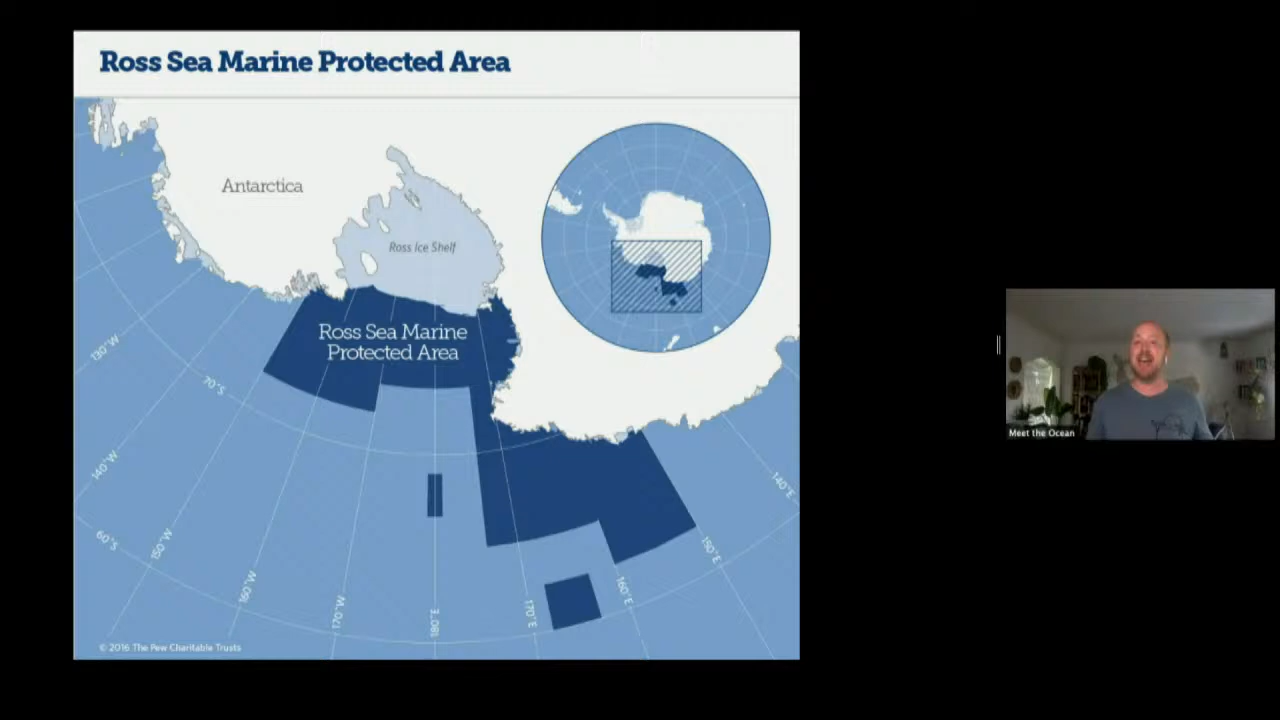 Ross Sea Marine Protected Area
Antarctica
Ross Ice Shelf
Ross Sea Marine
Protected Area
130°W
70°S
140°W
140°E
60°S
150°W
150°E
160°W
160°E
170°W
180°E
170°E
© 2016 The Pew Charitable Trusts
Meet the Ocean